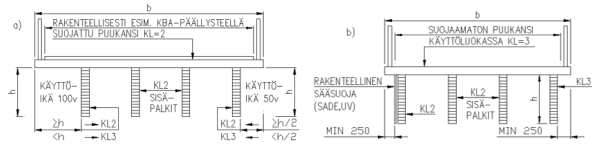 a)
b
RAKENTEELLISESTI ESIM. KBA-PÄÄLLYSTEELLÄ
SUOJATTU PUUKANSI KL=2
h
KÄYTTÖ-
IKÄ 100v
KL2
SISÄ-
PALKIT
KÄYTTÖ-
IKÄ 50v
h
≥h
<h
KL2
KL3
KL2
KL3
≥h/2
<h/2
b)
b
SUOJAAMATON PUUKANSI
KÄYTTÖLUOKASSA KL=3
RAKENTEELLINEN
SÄÄSUOJA
(SADE,UV)
KL2
KL2
SISÄ-
PALKIT
h
KL3
MIN 250
MIN 250